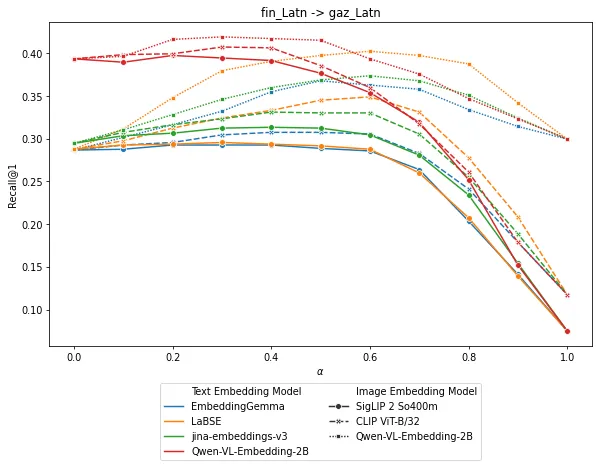 fin_Latn -> gaz_Latn
Recall@1
0.40
0.35
0.30
0.25
0.20
0.15
0.10
0.0
0.2
0.4
0.6
0.8
1.0
α
Text Embedding Model
EmbeddingGemma
LaBSE
jina-embeddings-v3
Qwen-VL-Embedding-2B
Image Embedding Model
SigLIP 2 So400m
CLIP ViT-B/32
Qwen-VL-Embedding-2B